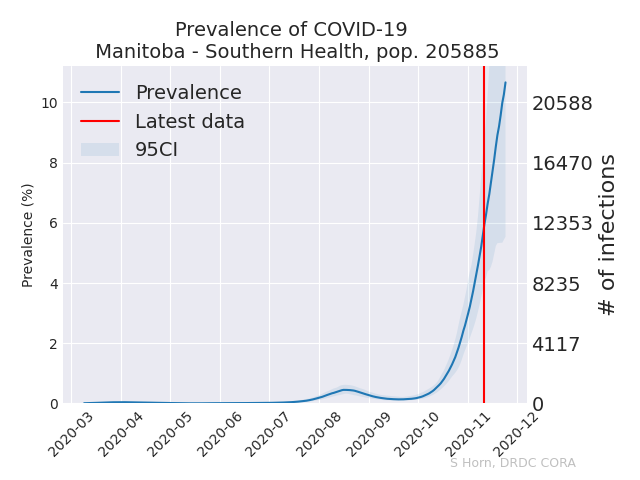 Prevalence of COVID-19
Manitoba - Southern Health, pop. 205885
Prevalence
Latest data
95CI
Prevalence (%)
10
8
6
4
2
0
20588
16470
12353
8235
4117
0
# of infections
2020-03
2020-04
2020-05
2020-06
2020-07
2020-08
2020-09
2020-10
2020-11
2020-12
S Horn, DRDC CORA